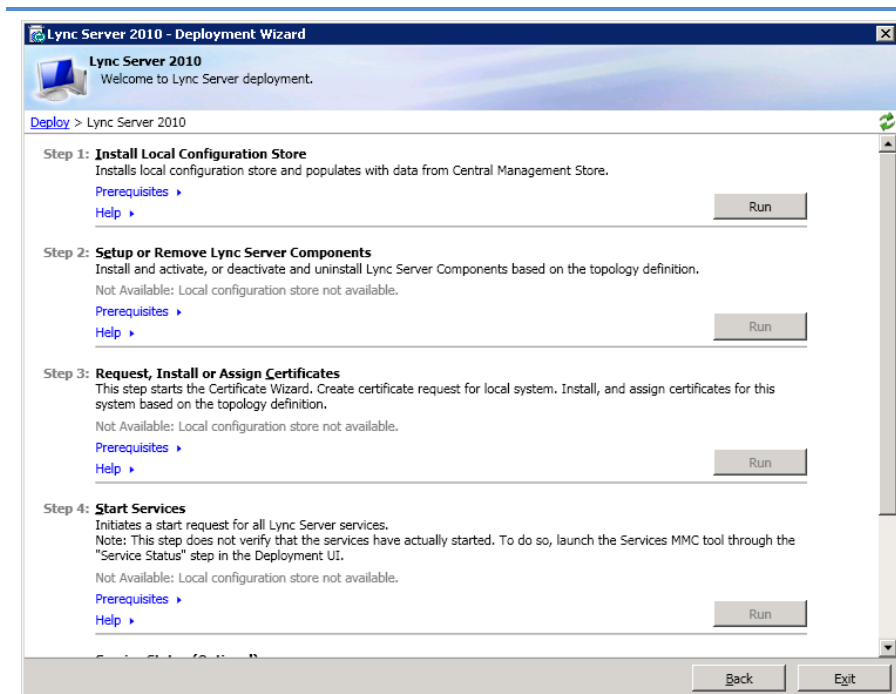 Lync Server 2010 - Deployment Wizard
Lync Server 2010
Welcome to Lync Server deployment.
Deploy > Lync Server 2010
Step 1: Install Local Configuration Store
Installs local configuration store and populates with data from Central Management Store.
Prerequisites ▸
Help ▸
Run
Step 2: Setup or Remove Lync Server Components
Install and activate, or deactivate and uninstall Lync Server Components based on the topology definition.
Not Available: Local configuration store not available.
Prerequisites ▸
Help ▸
Run
Step 3: Request, Install or Assign Certificates
This step starts the Certificate Wizard. Create certificate request for local system. Install, and assign certificates for this
system based on the topology definition.
Not Available: Local configuration store not available.
Prerequisites ▸
Help ▸
Run
Step 4: Start Services
Initiates a start request for all Lync Server services.
Note: This step does not verify that the services have actually started. To do so, launch the Services MMC tool through the
"Service Status" step in the Deployment UI.
Not Available: Local configuration store not available.
Prerequisites ▸
Help ▸
Run
Back
Exit